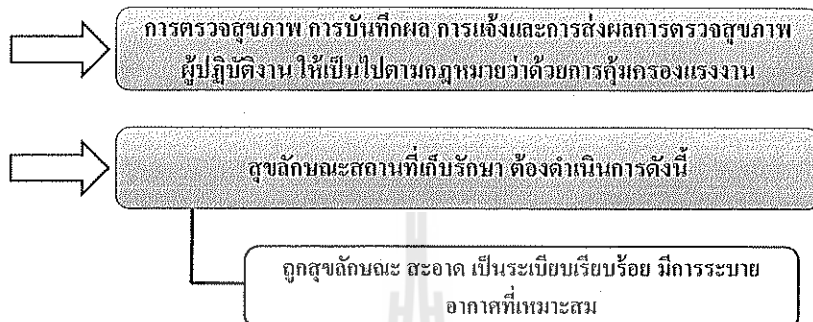 การตรวจสุขภาพ การบันทึกผล การแจ้งและการส่งผลการตรวจสุขภาพ
ผู้ปฏิบัติงาน ให้เป็นไปตามกฎหมายว่าด้วยการคุ้มครองแรงงาน
สุขลักษณะสถานที่เก็บรักษา ต้องดำเนินการดังนี้
ถูกสุขลักษณะ สะอาด เป็นระเบียบเรียบร้อย มีการระบาย
อากาศที่เหมาะสม